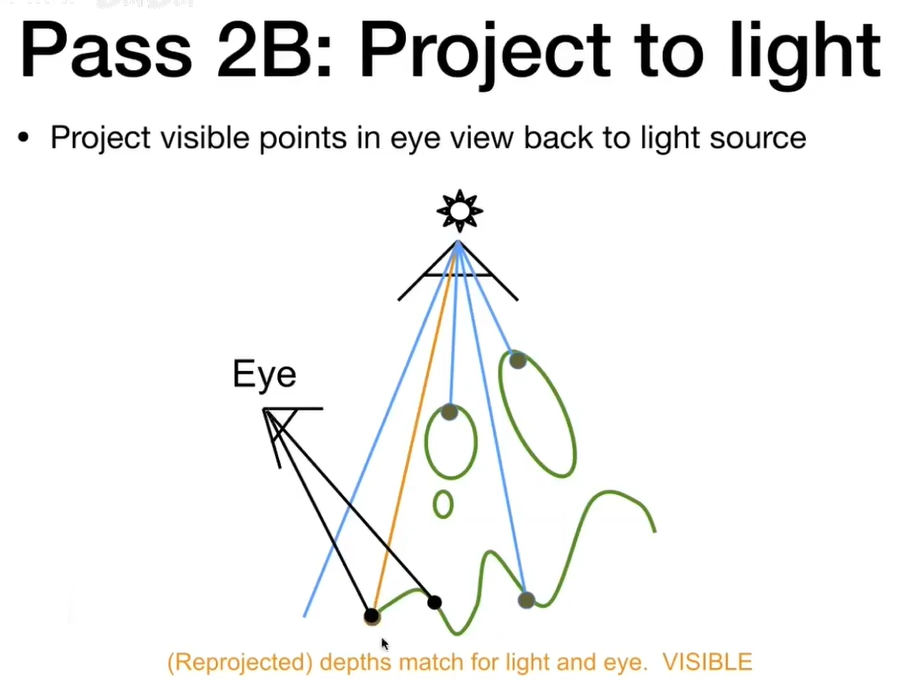 Pass 2B: Project to light
• Project visible points in eye view back to light source
Eye
(Reprojected) depths match for light and eye. VISIBLE